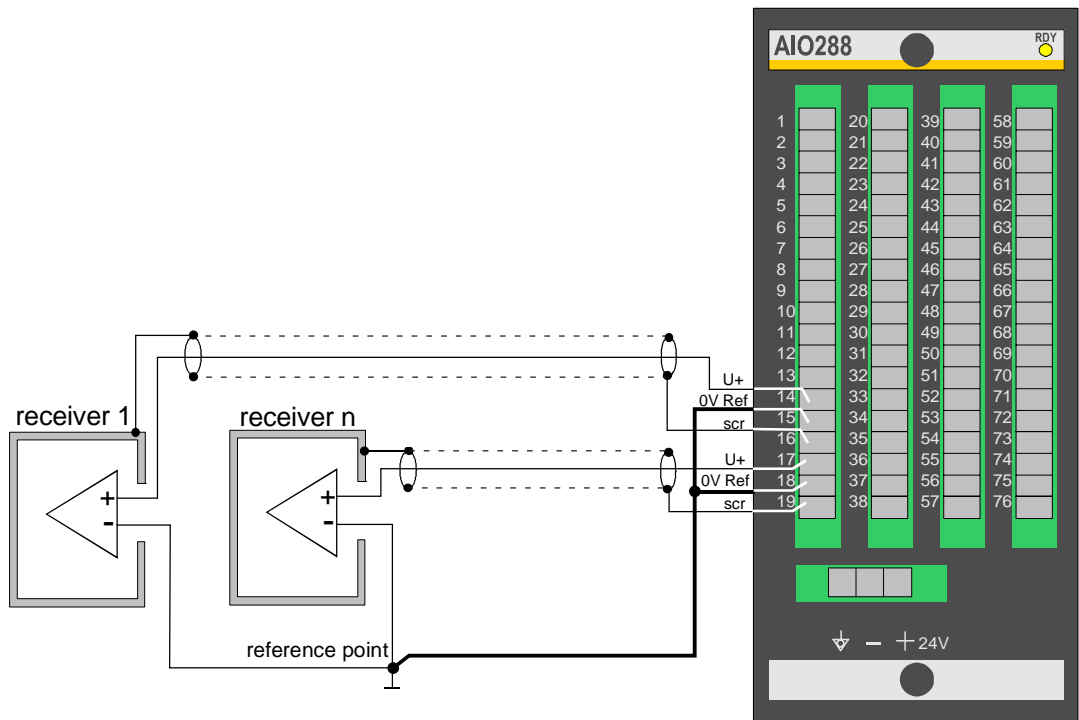 AIO288
RDY
1 20 39 58
2 21 40 59
3 22 41 60
4 23 42 61
5 24 43 62
6 25 44 63
7 26 45 64
8 27 46 65
9 28 47 66
10 29 48 67
11 30 49 68
12 31 50 69
13 32 51 70
14 33 52 71
15 34 53 72
16 35 54 73
17 36 55 74
18 37 56 75
19 38 57 76
U+
0V Ref
scr
U+
0V Ref
scr
receiver 1
receiver n
+
-
+
-
reference point
– + 24V